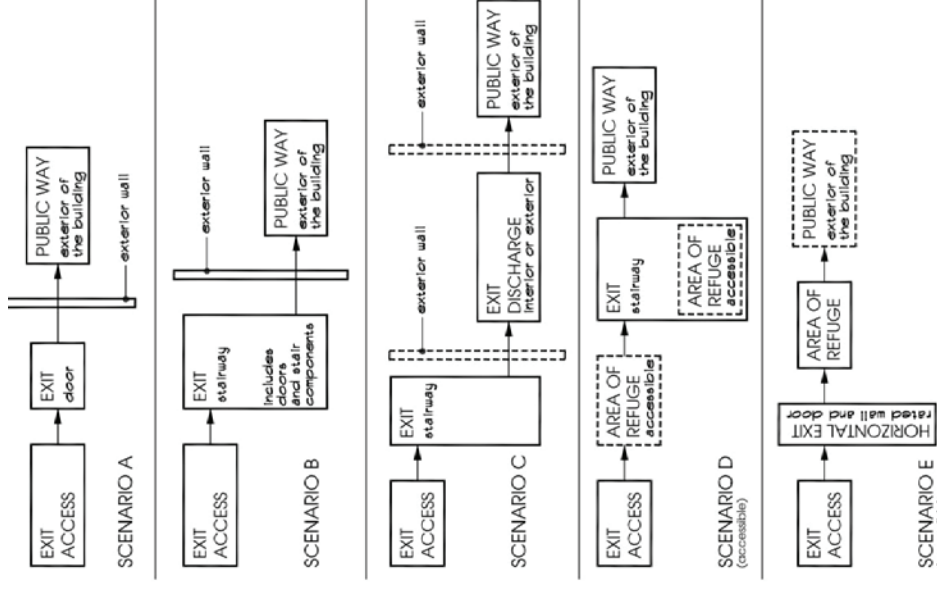 EXIT
ACCESS
EXIT
door
PUBLIC WAY
exterior of
the building
exterior wall
SCENARIO A
EXIT
ACCESS
EXIT
stairway
includes
doors
and stair
components
PUBLIC WAY
exterior of
the building
exterior wall
SCENARIO B
EXIT
ACCESS
EXIT
stairway
exterior wall
EXIT
DISCHARGE
interior or exterior
exterior wall
PUBLIC WAY
exterior of
the building
SCENARIO C
EXIT
ACCESS
AREA OF
REFUGE
accessible
EXIT
stairway
AREA OF
REFUGE
accessible
PUBLIC WAY
exterior of
the building
SCENARIO D
(accessible)
EXIT
ACCESS
HORIZONTAL EXIT
rated wall and door
AREA OF
REFUGE
PUBLIC WAY
exterior of
the building
SCENARIO E